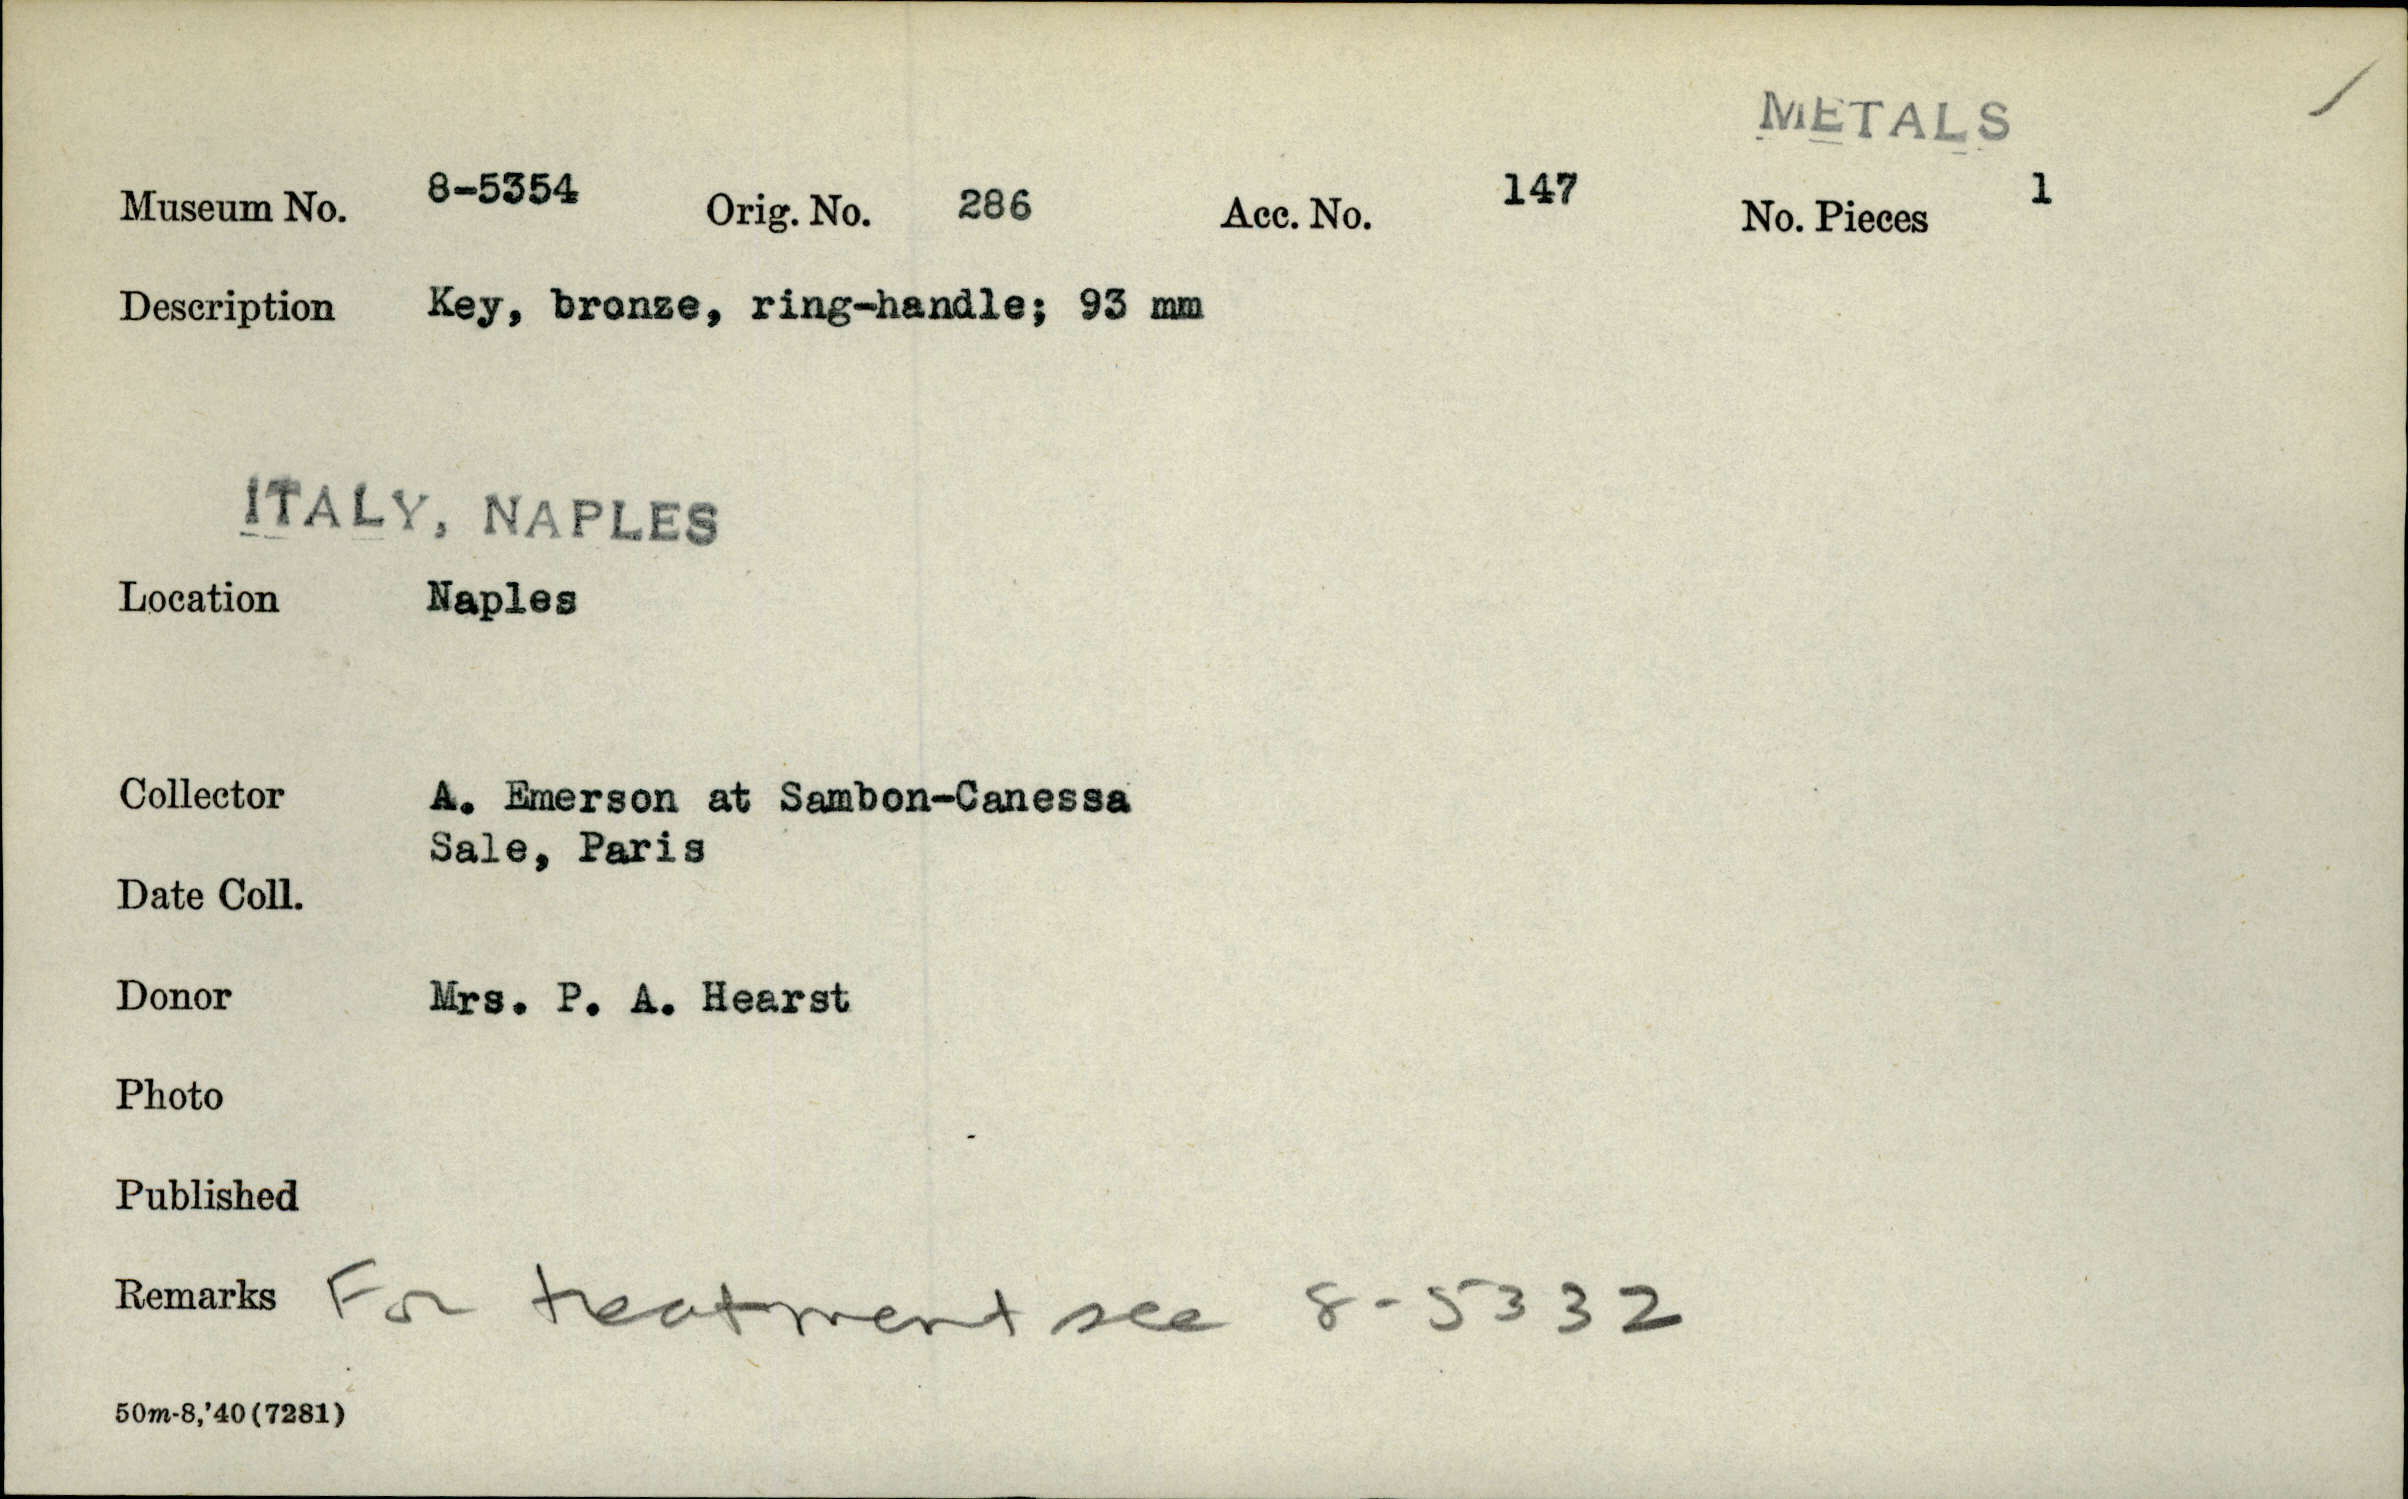 METALS
Museum No. 8-5354 Orig. No. 286 Acc. No. 147 No. Pieces 1
Description Key, bronze, ring-handle; 93 mm
ITALY, NAPLES
Location Naples
Collector A. Emerson at Sambon-Canessa
Sale, Paris
Date Coll.
Donor Mrs. P. A. Hearst
Photo
Published
Remarks For treatment see 8-5332
50m-8,'40(7281)